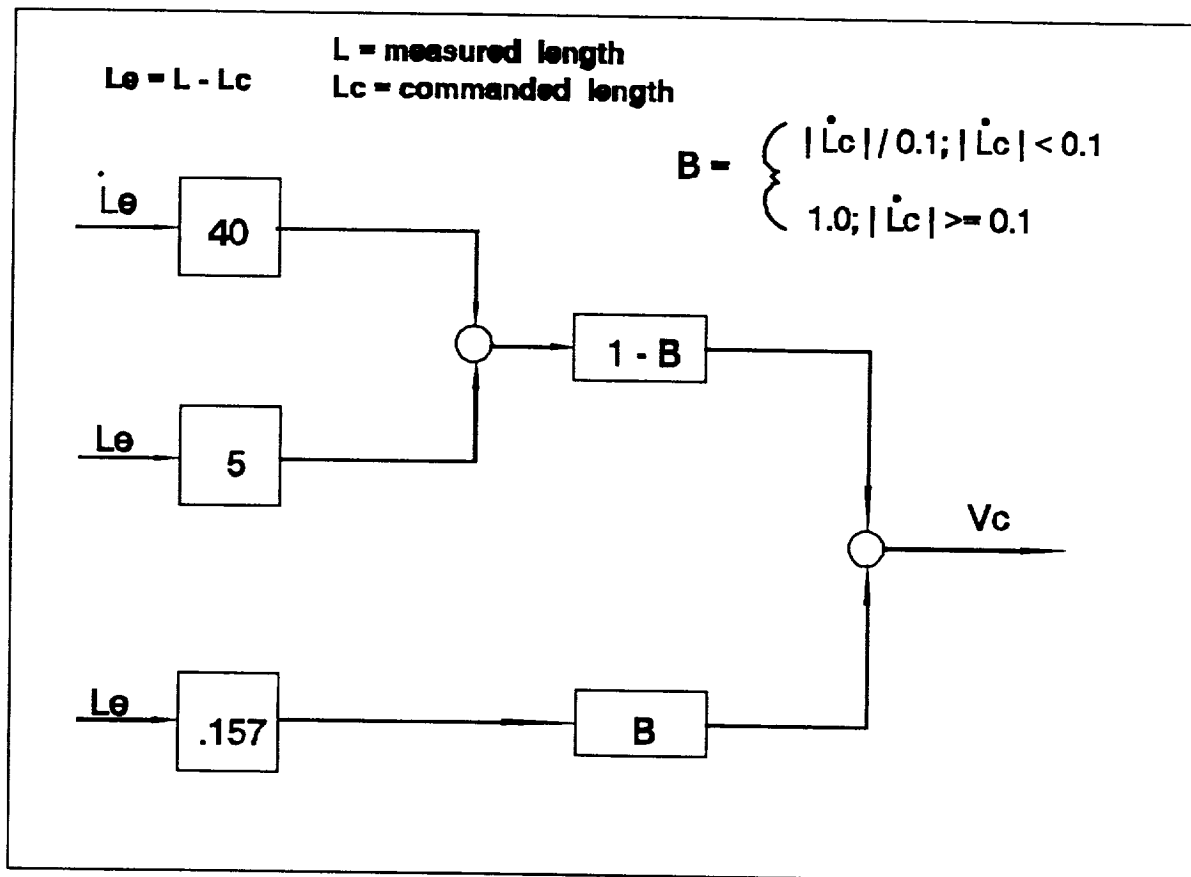 L = measured length
Le = L - Lc
Lc = commanded length
B = { |L̇c| / 0.1; |L̇c| < 0.1
1.0; |L̇c| >= 0.1
L̇e
40
1 - B
Le
5
Vc
Le
.157
B